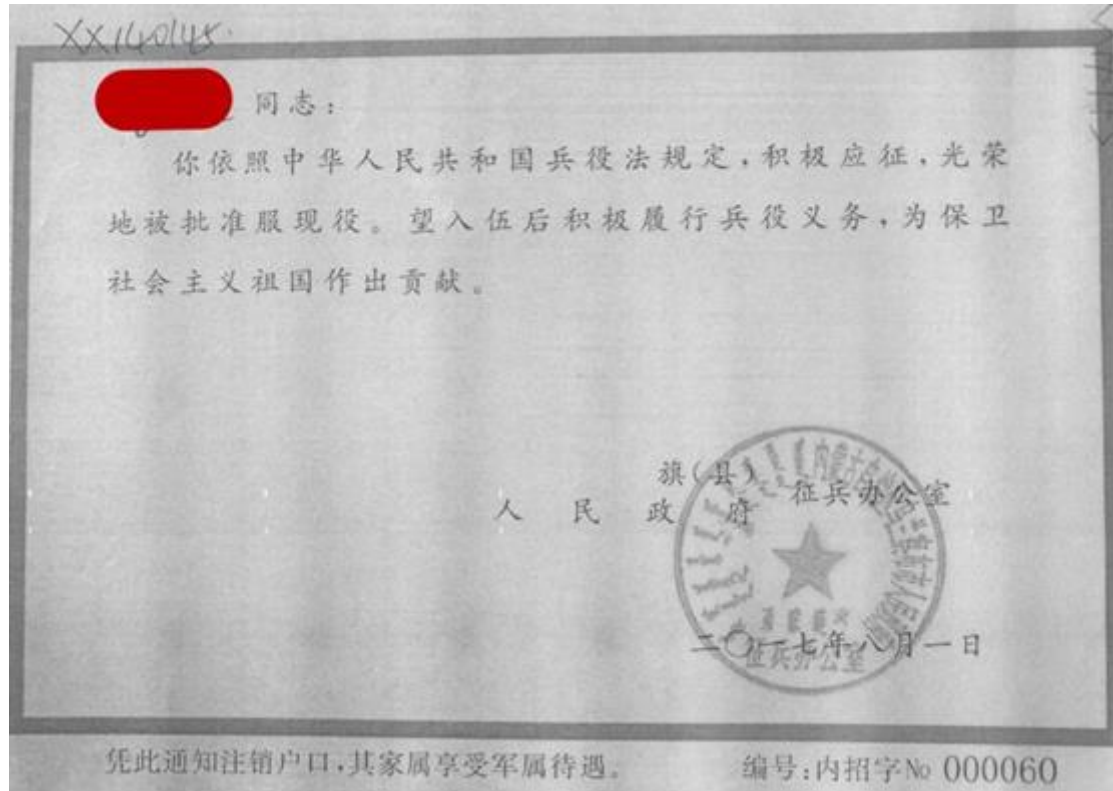 XX140145.
同志：
你依照中华人民共和国兵役法规定，积极应征，光荣
地被批准服现役。望入伍后积极履行兵役义务，为保卫
社会主义祖国作出贡献。
旗（县）
人民政府
征兵办公室
二〇一七年八月一日
征兵办公室
凭此通知注销户口，其家属享受军属待遇。
编号：内招字№ 000060